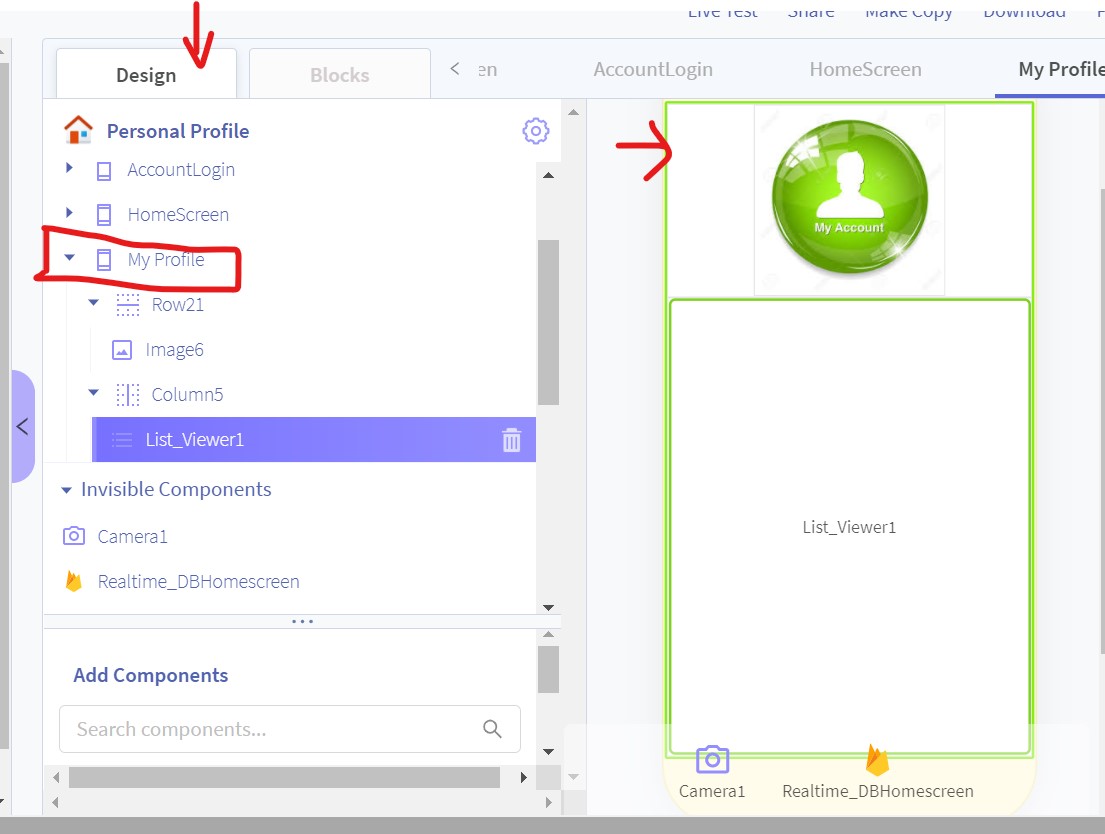 Live Test Share Make Copy Download
Design Blocks en AccountLogin HomeScreen My Profile
Personal Profile
AccountLogin
HomeScreen
My Profile
Row21
Image6
Column5
List_Viewer1
Invisible Components
Camera1
Realtime_DBHomescreen
Add Components
Search components...
My Account
List_Viewer1
Camera1 Realtime_DBHomescreen